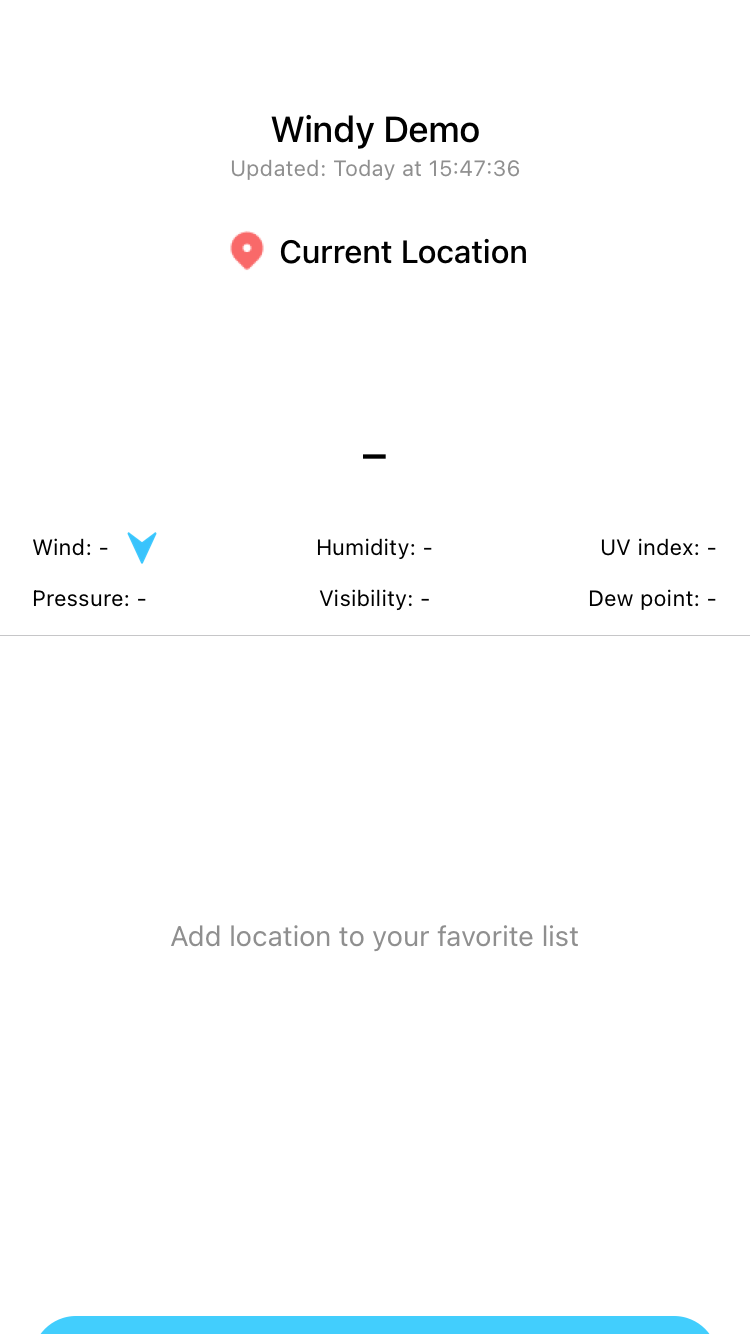 Windy Demo
Updated: Today at 15:47:36
Current Location
–
Wind: - Humidity: - UV index: -
Pressure: - Visibility: - Dew point: -
Add location to your favorite list